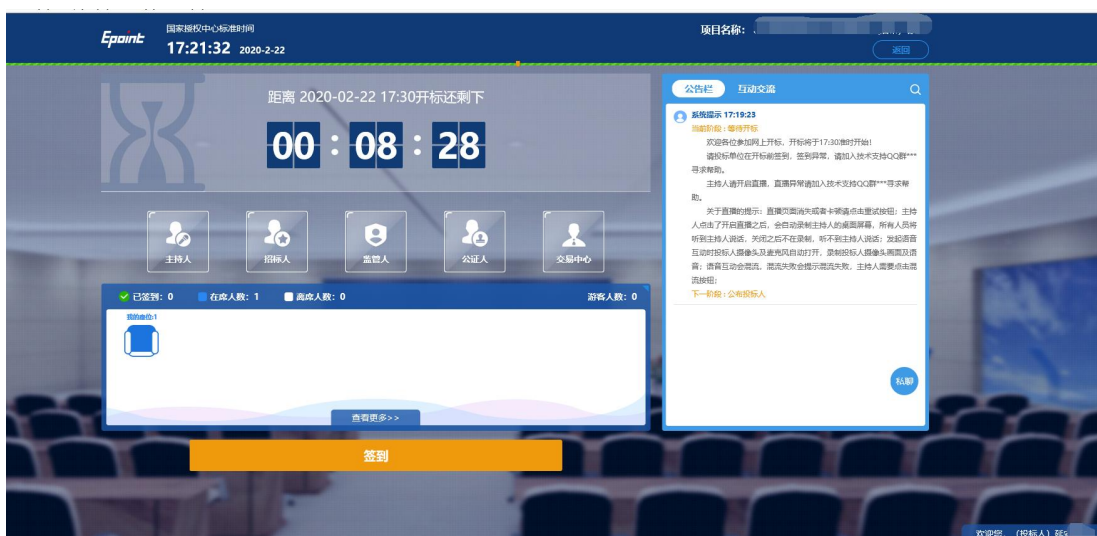 Epoint
国家授权中心标准时间
17:21:32 2020-2-22
项目名称：
返回
距离 2020-02-22 17:30开标还剩下
00 : 08 : 28
主持人
招标人
监管人
公证人
交易中心
已签到：0
在席人数：1
离席人数：0
游客人数：0
我的座位:1
查看更多>>
签到
公告栏
互动交流
系统提示 17:19:23
当前阶段：等待开标
欢迎各位参加网上开标，开标将于17:30准时开始！
请投标单位在开标前签到，签到异常，请加入技术支持QQ群***
寻求帮助。
主持人请开启直播，直播异常请加入技术支持QQ群***寻求帮
助。
关于直播的提示：直播页面消失或者卡顿请点击重试按钮；主持
人点击了开启直播之后，会自动录制主持人的桌面屏幕，所有人员将
听到主持人说话，关闭之后不在录制，听不到主持人说话；发起语音
互动时投标人摄像头及麦克风自动打开，录制投标人摄像头画面及语
音；语音互动会混流，混流失败会提示混流失败，主持人需要点击混
流按钮；
下一阶段：公布投标人
私聊
欢迎您，（投标人）